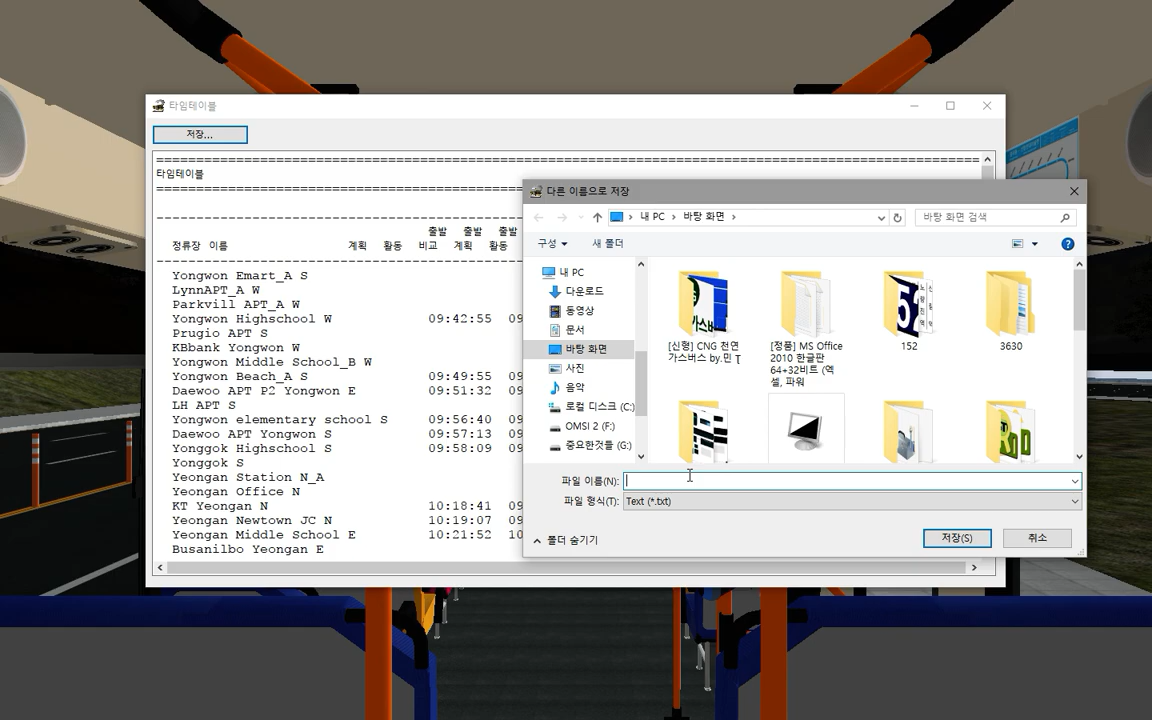 타임테이블
저장...
타임테이블
출발 출발 출발
정류장 이름 계획 활동 비교 계획 활동
Yongwon Emart_A S
LynnAPT_A W
Parkvill APT_A W
Yongwon Highschool W 09:42:55 09
Prugio APT S
KBbank Yongwon W
Yongwon Middle School_B W
Yongwon Beach_A S 09:49:55 09
Daewoo APT P2 Yongwon E 09:51:32 09
LH APT S
Yongwon elementary school S 09:56:40 09
Daewoo APT Yongwon S 09:57:13 09
Yonggok Highschool S 09:58:09 09
Yonggok S
Yeongan Station N_A
Yeongan Office N
KT Yeongan N 10:18:41 09
Yeongan Newtown JC N 10:19:07 09
Yeongan Middle School E 10:21:52 10
Busanilbo Yeongan E
다른 이름으로 저장
내 PC › 바탕 화면 ›
바탕 화면 검색
구성 새 폴더
내 PC
다운로드
동영상
문서
바탕 화면
사진
음악
로컬 디스크 (C:)
OMSI 2 (F:)
중요한것들 (G:)
[신형] CNG 천연
가스버스 by.민
[정품] MS Office
2010 한글판
64+32비트 (엑
셀, 파워
152
3630
파일 이름(N):
파일 형식(T): Text (*.txt)
폴더 숨기기
저장(S)
취소